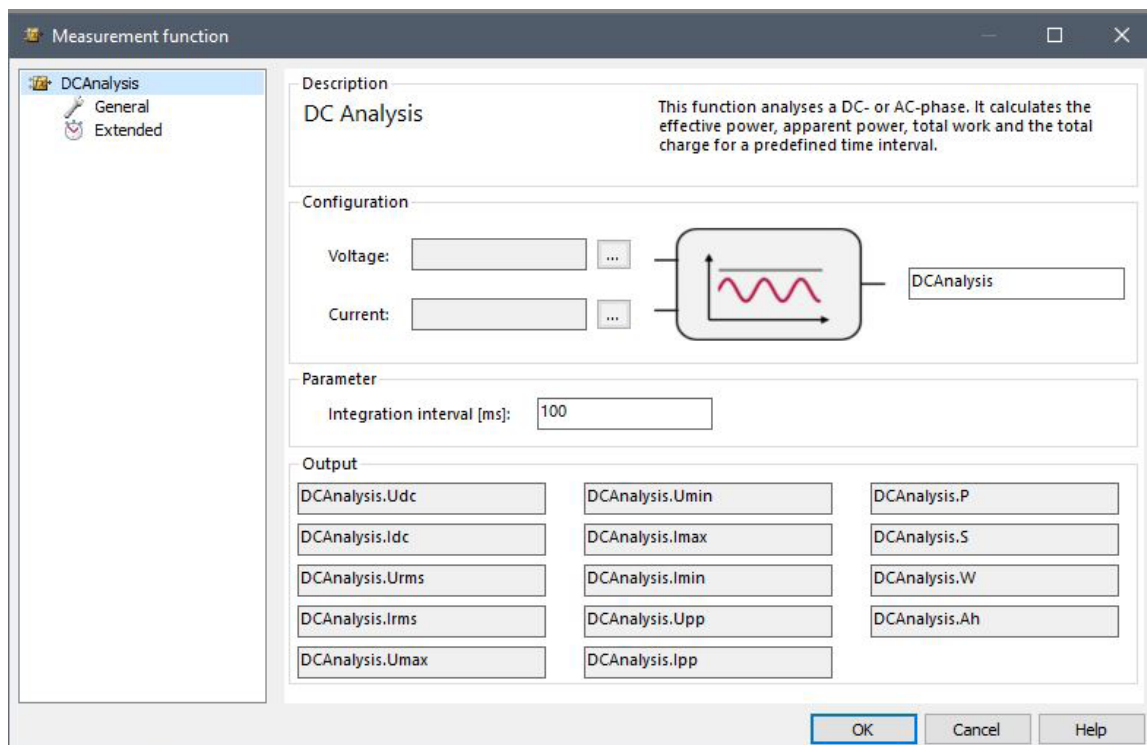 Measurement function
DCAnalysis
General
Extended
Description
DC Analysis
This function analyses a DC- or AC-phase. It calculates the
effective power, apparent power, total work and the total
charge for a predefined time interval.
Configuration
Voltage:
...
Current:
...
DCAnalysis
Parameter
Integration interval [ms]:
100
Output
DCAnalysis.Udc
DCAnalysis.Umin
DCAnalysis.P
DCAnalysis.Idc
DCAnalysis.Imax
DCAnalysis.S
DCAnalysis.Urms
DCAnalysis.Imin
DCAnalysis.W
DCAnalysis.Irms
DCAnalysis.Upp
DCAnalysis.Ah
DCAnalysis.Umax
DCAnalysis.Ipp
OK
Cancel
Help